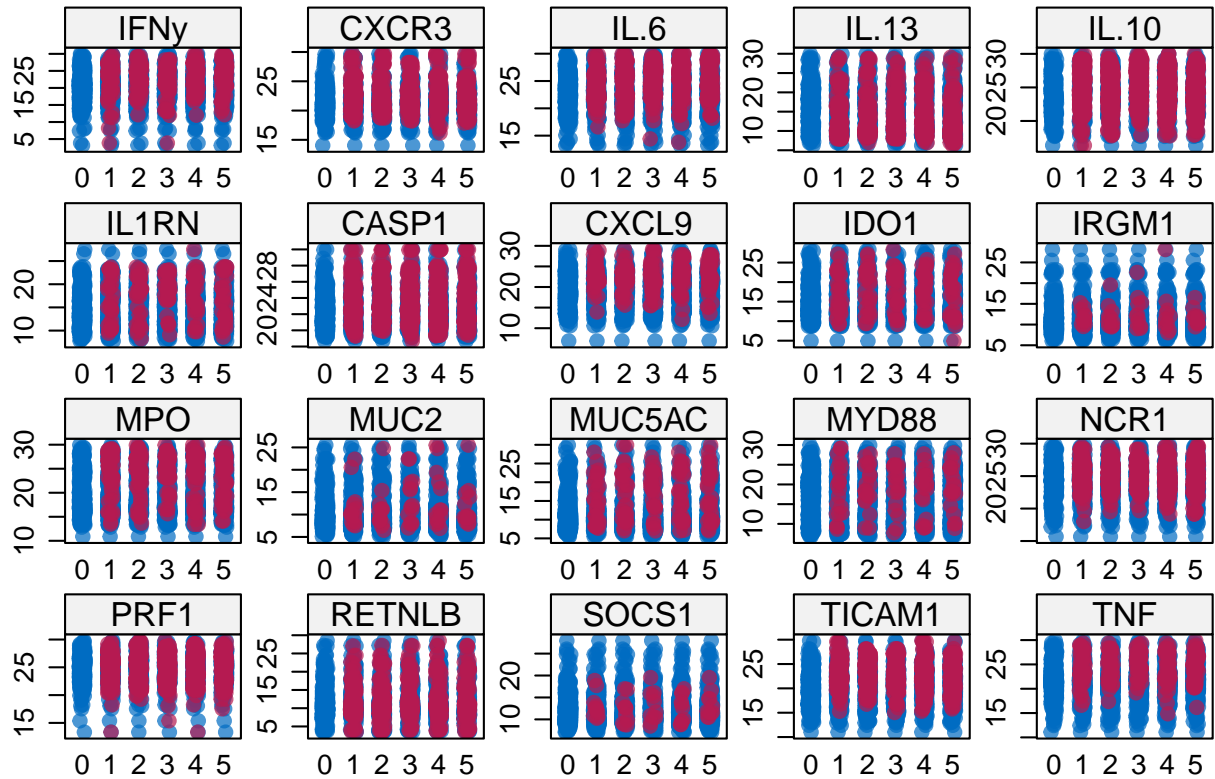 IFNy CXCR3 IL.6 IL.13 IL.10
5 15 25 15 25 15 25 10 20 30 20 25 30
0 1 2 3 4 5 0 1 2 3 4 5 0 1 2 3 4 5 0 1 2 3 4 5 0 1 2 3 4 5
IL1RN CASP1 CXCL9 IDO1 IRGM1
10 20 20 24 28 10 20 30 5 15 25 5 15 25
0 1 2 3 4 5 0 1 2 3 4 5 0 1 2 3 4 5 0 1 2 3 4 5 0 1 2 3 4 5
MPO MUC2 MUC5AC MYD88 NCR1
10 20 30 5 15 25 5 15 25 10 20 30 20 25 30
0 1 2 3 4 5 0 1 2 3 4 5 0 1 2 3 4 5 0 1 2 3 4 5 0 1 2 3 4 5
PRF1 RETNLB SOCS1 TICAM1 TNF
15 25 5 15 25 10 20 15 25 15 25
0 1 2 3 4 5 0 1 2 3 4 5 0 1 2 3 4 5 0 1 2 3 4 5 0 1 2 3 4 5